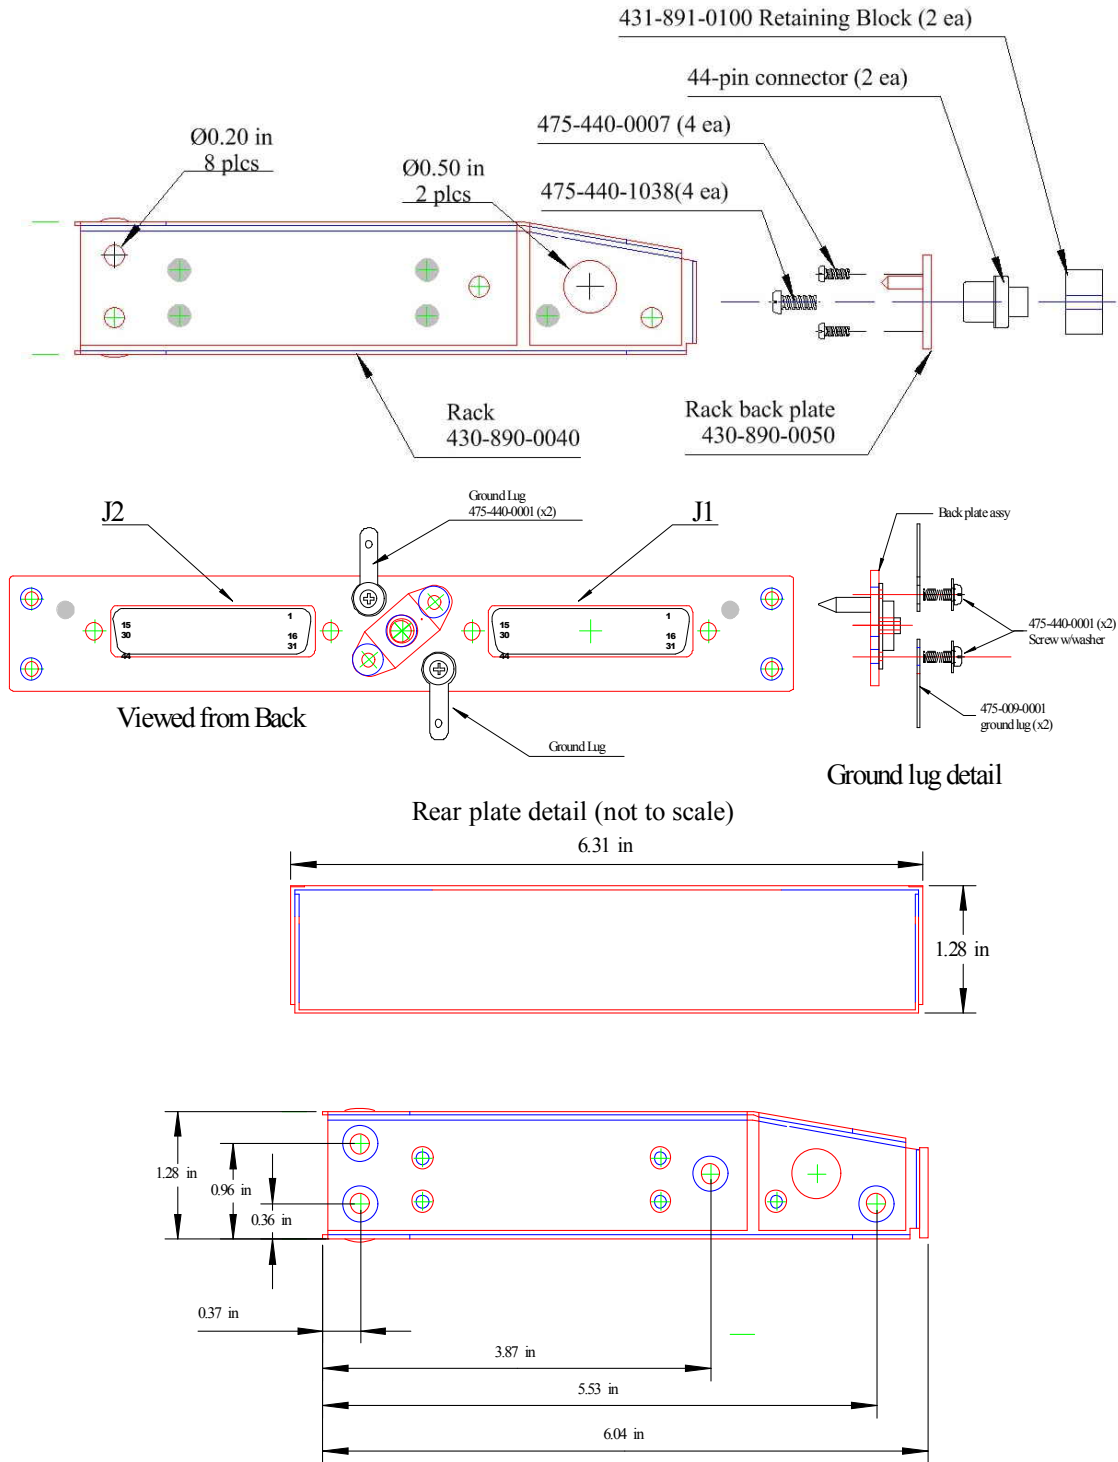 431-891-0100 Retaining Block (2 ea)
44-pin connector (2 ea)
475-440-0007 (4 ea)
Ø0.20 in
8 plcs
Ø0.50 in
2 plcs
475-440-1038(4 ea)
Rack
430-890-0040
Rack back plate
430-890-0050
J2
Ground Lug
475-440-0001 (x2)
J1
Back plate assy
1
15
30
16
31
44
1
15
30
16
31
44
475-440-0001 (x2)
Screw w/washer
475-009-0001
ground lug (x2)
Viewed from Back
Ground Lug
Ground lug detail
Rear plate detail (not to scale)
6.31 in
1.28 in
1.28 in
0.96 in
0.36 in
0.37 in
3.87 in
5.53 in
6.04 in